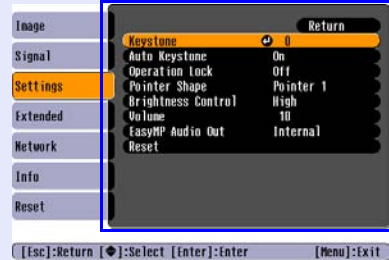 Image
Signal
Settings
Extended
Network
Info
Reset
Return
Keystone 0
Auto Keystone On
Operation Lock Off
Pointer Shape Pointer 1
Brightness Control High
Volume 10
EasyMP Audio Out Internal
Reset
[Esc]:Return [◆]:Select [Enter]:Enter [Menu]:Exit